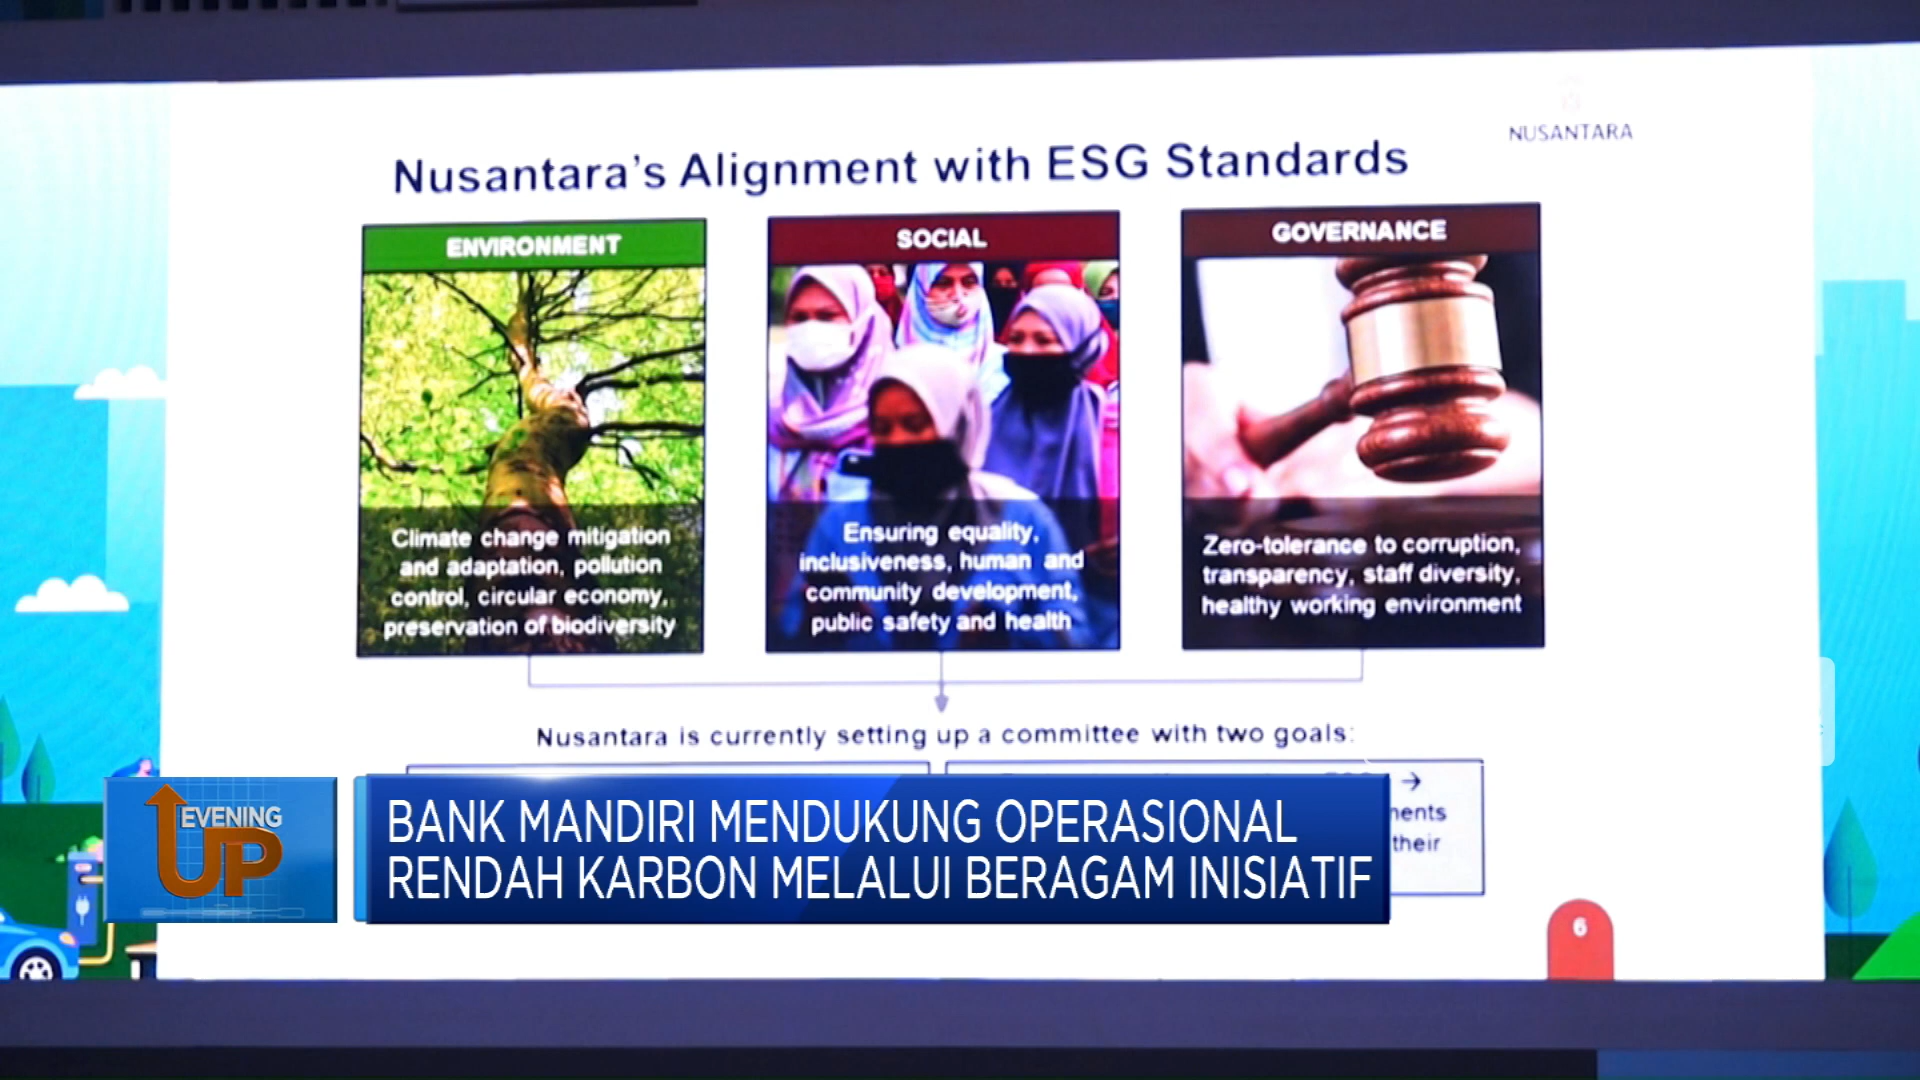 NUSANTARA
Nusantara's Alignment with ESG Standards
ENVIRONMENT
Climate change mitigation
and adaptation, pollution
control, circular economy,
preservation of biodiversity
SOCIAL
Ensuring equality,
inclusiveness, human and
community development,
public safety and health
GOVERNANCE
Zero-tolerance to corruption,
transparency, staff diversity,
healthy working environment
Nusantara is currently setting up a committee with two goals:
→
their
EVENING
UP
BANK MANDIRI MENDUKUNG OPERASIONAL
RENDAH KARBON MELALUI BERAGAM INISIATIF
6